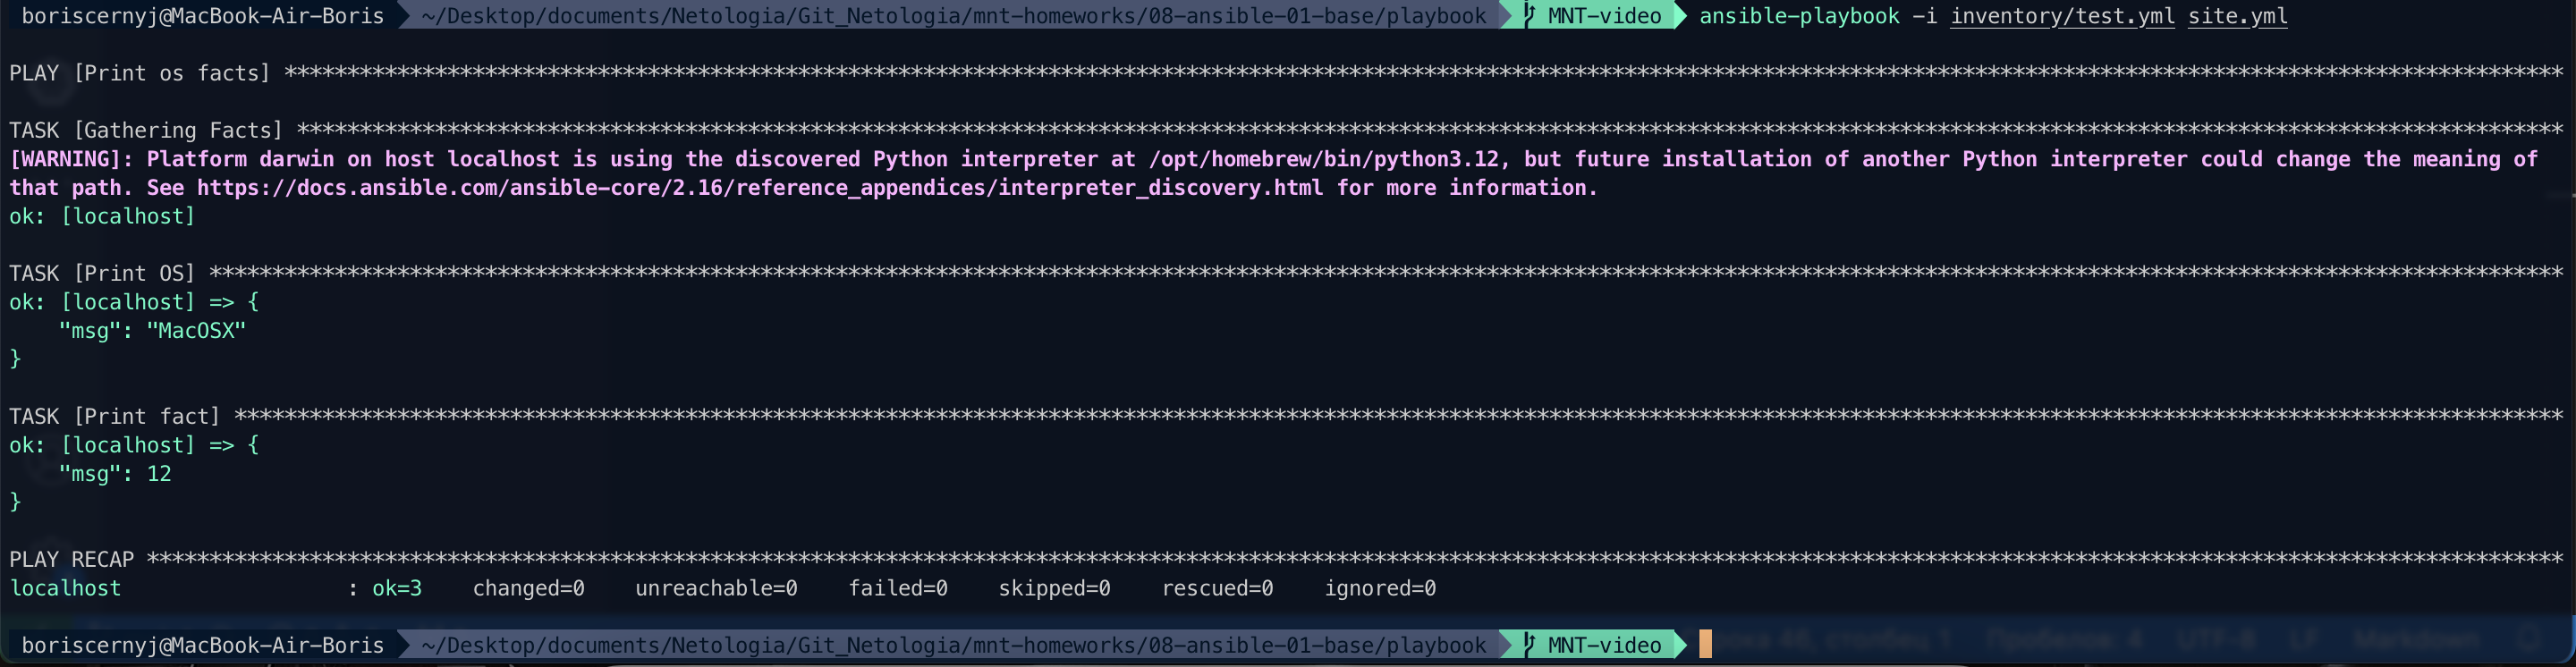 boriscernyj@MacBook-Air-Boris ~/Desktop/documents/Netologia/Git_Netologia/mnt-homeworks/08-ansible-01-base/playbook MNT-video ansible-playbook -i inventory/test.yml site.yml
PLAY [Print os facts] **************************************************************************************************************************************************************************************
TASK [Gathering Facts] *************************************************************************************************************************************************************************************
[WARNING]: Platform darwin on host localhost is using the discovered Python interpreter at /opt/homebrew/bin/python3.12, but future installation of another Python interpreter could change the meaning of
that path. See https://docs.ansible.com/ansible-core/2.16/reference_appendices/interpreter_discovery.html for more information.
ok: [localhost]
TASK [Print OS] ********************************************************************************************************************************************************************************************
ok: [localhost] => {
    "msg": "MacOSX"
}
TASK [Print fact] ******************************************************************************************************************************************************************************************
ok: [localhost] => {
    "msg": 12
}
PLAY RECAP *************************************************************************************************************************************************************************************************
localhost                  : ok=3    changed=0    unreachable=0    failed=0    skipped=0    rescued=0    ignored=0
boriscernyj@MacBook-Air-Boris ~/Desktop/documents/Netologia/Git_Netologia/mnt-homeworks/08-ansible-01-base/playbook MNT-video